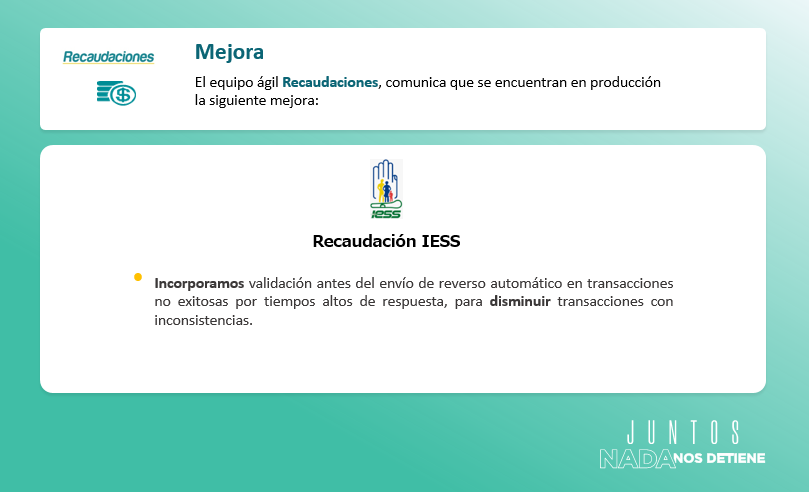 Recaudaciones
Mejora
El equipo ágil Recaudaciones, comunica que se encuentran en producción
la siguiente mejora:
iess
Recaudación IESS
Incorporamos validación antes del envío de reverso automático en transacciones
no exitosas por tiempos altos de respuesta, para disminuir transacciones con
inconsistencias.
JUNTOS
NADA NOS DETIENE